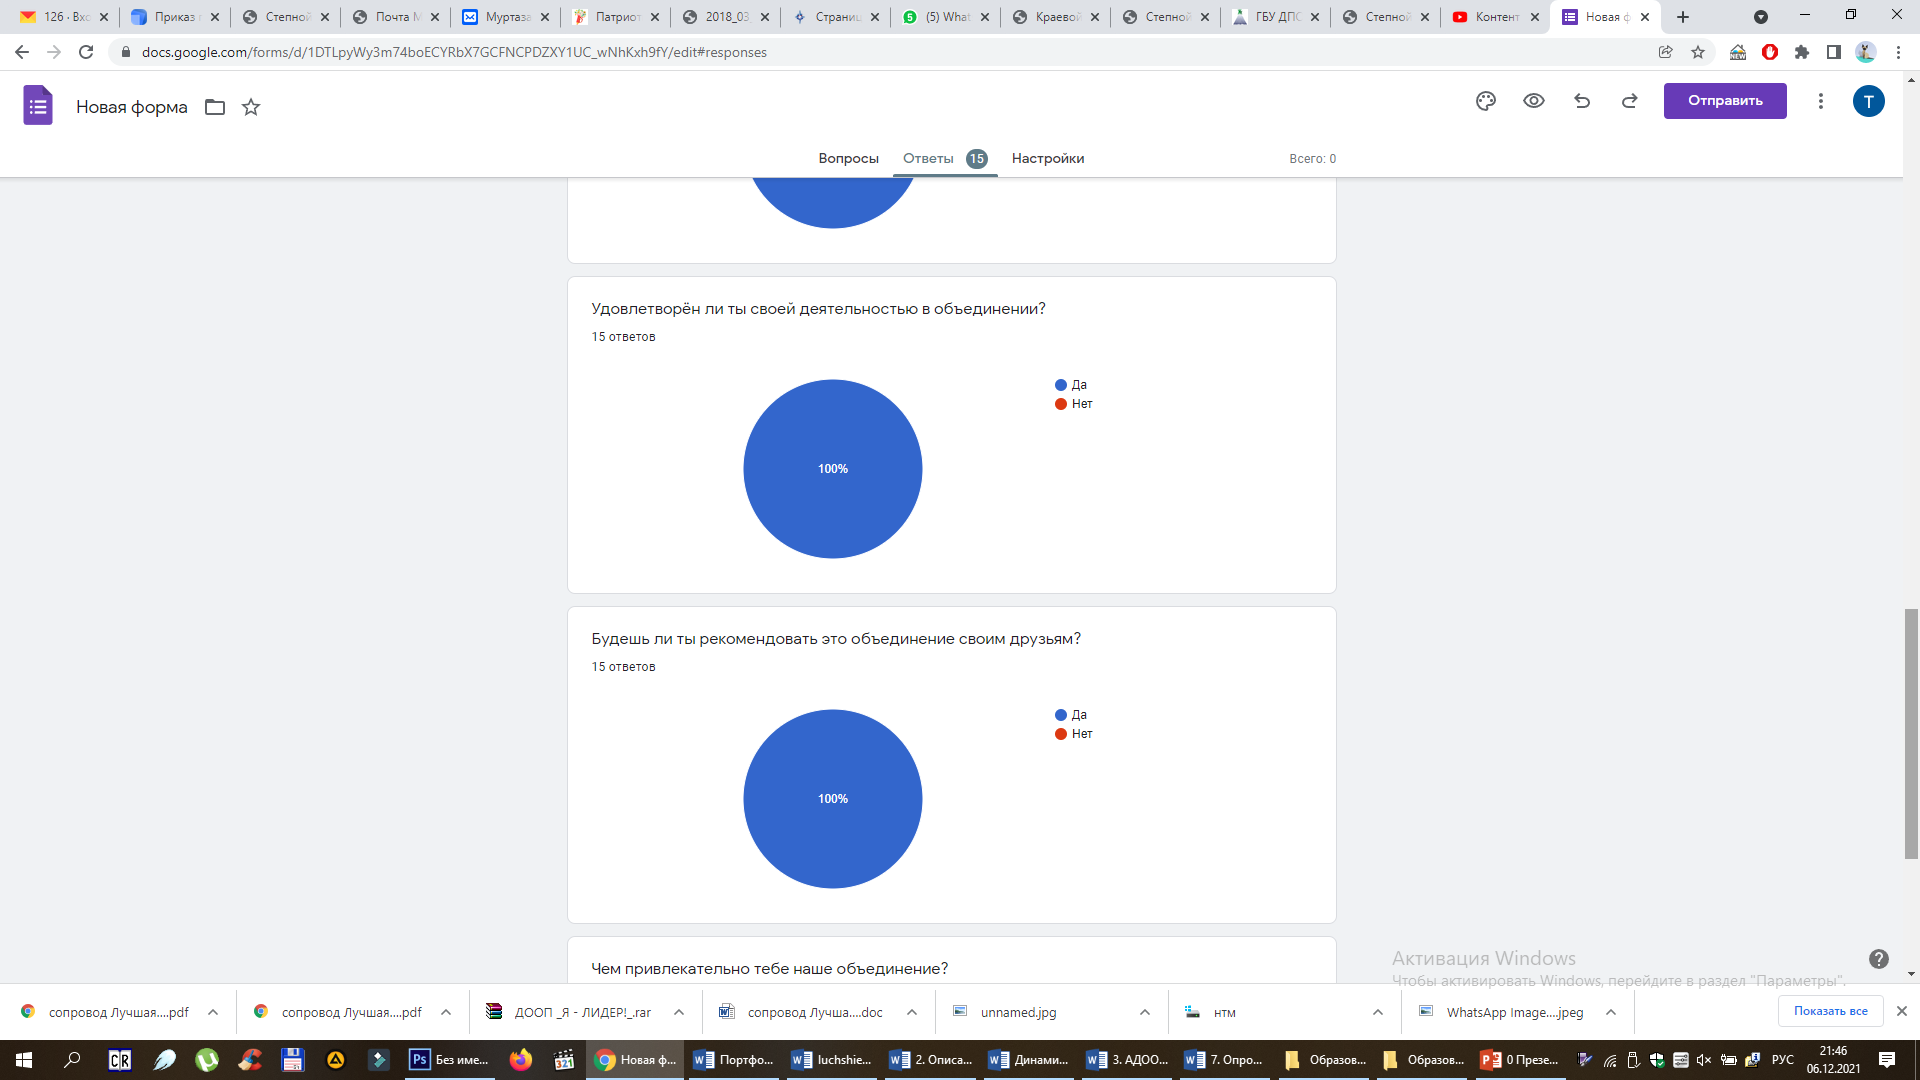 126 · Вхо
Приказ
Степной
Почта М
Муртаза
Патриот
2018_03
Страниц
(5) What
Краевой
Степной
ГБУ ДПО
Степной
Контент
Новая ф
docs.google.com/forms/d/1DTLpyWy3m74boECYRbX7GCFNCPDZXY1UC_wNhKxh9fY/edit#responses
Новая форма
Отправить
T
Вопросы
Ответы 15
Настройки
Всего: 0
Удовлетворён ли ты своей деятельностью в объединении?
15 ответов
Да
Нет
100%
Будешь ли ты рекомендовать это объединение своим друзьям?
15 ответов
Да
Нет
100%
Чем привлекательно тебе наше объединение?
Активация Windows
Чтобы активировать Windows, перейдите в раздел "Параметры".
сопровод Лучшая....pdf
сопровод Лучшая....pdf
ДООП _Я - ЛИДЕР!_.rar
сопровод Лучша....doc
unnamed.jpg
нтм
WhatsApp Image....jpeg
Показать все
Без име...
Новая ф...
Портфо...
luchshie...
2. Описа...
Динами...
3. АДОО...
7. Опро...
Образов...
Образов...
0 Презе...
РУС
21:46
06.12.2021